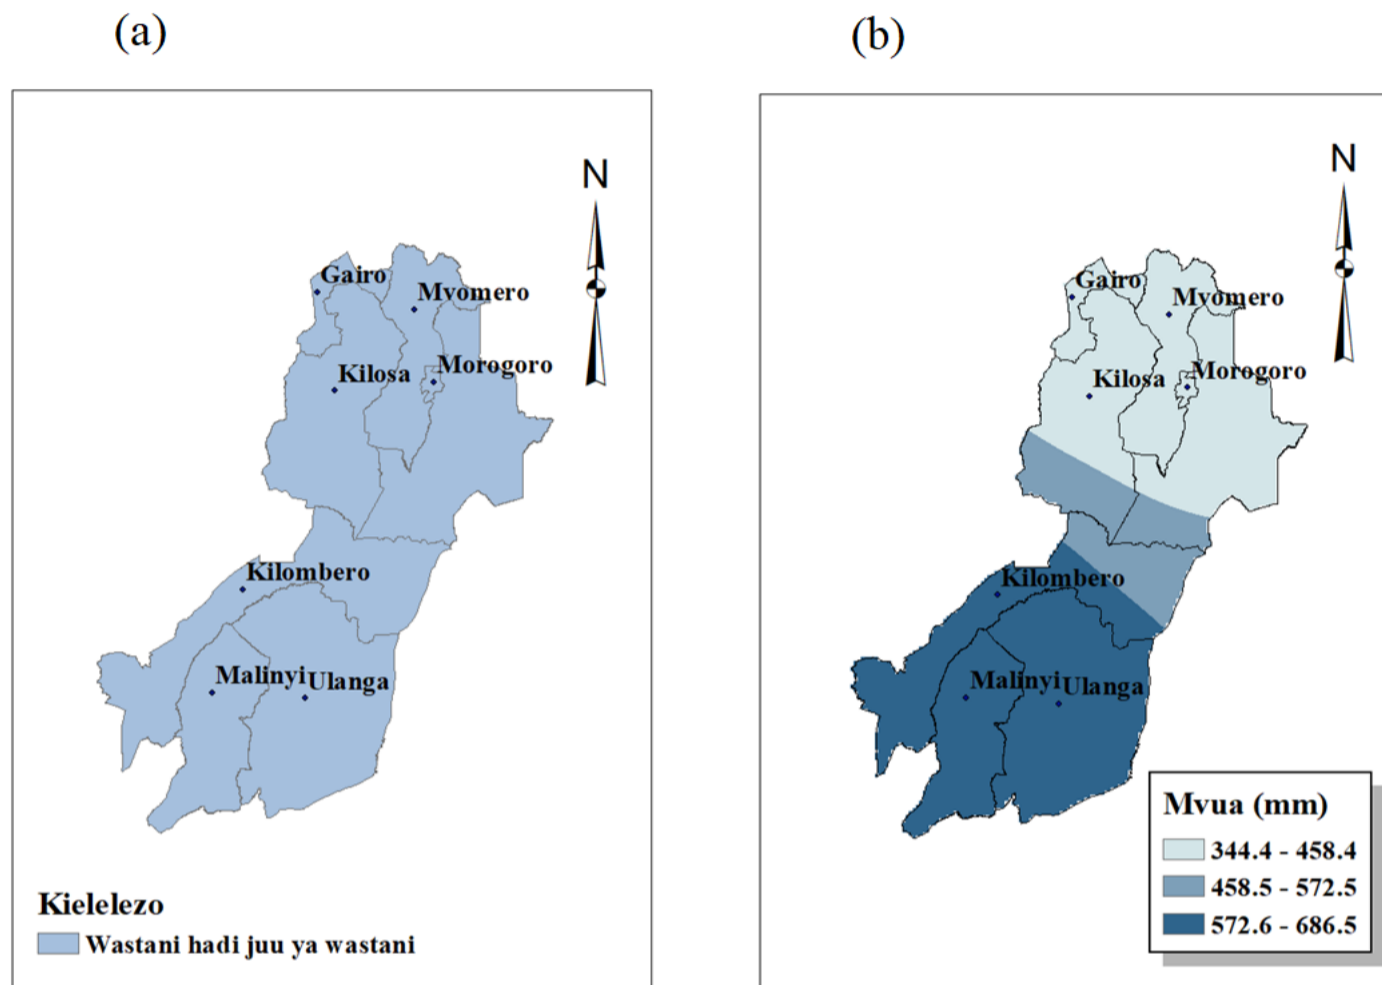 (a)
N
Gairo
Mvomero
Kilosa
Morogoro
Kilombero
Malinyi
Ulanga
Kielelezo
Wastani hadi juu ya wastani
(b)
N
Gairo
Mvomero
Kilosa
Morogoro
Kilombero
Malinyi
Ulanga
Mvua (mm)
344.4 - 458.4
458.5 - 572.5
572.6 - 686.5